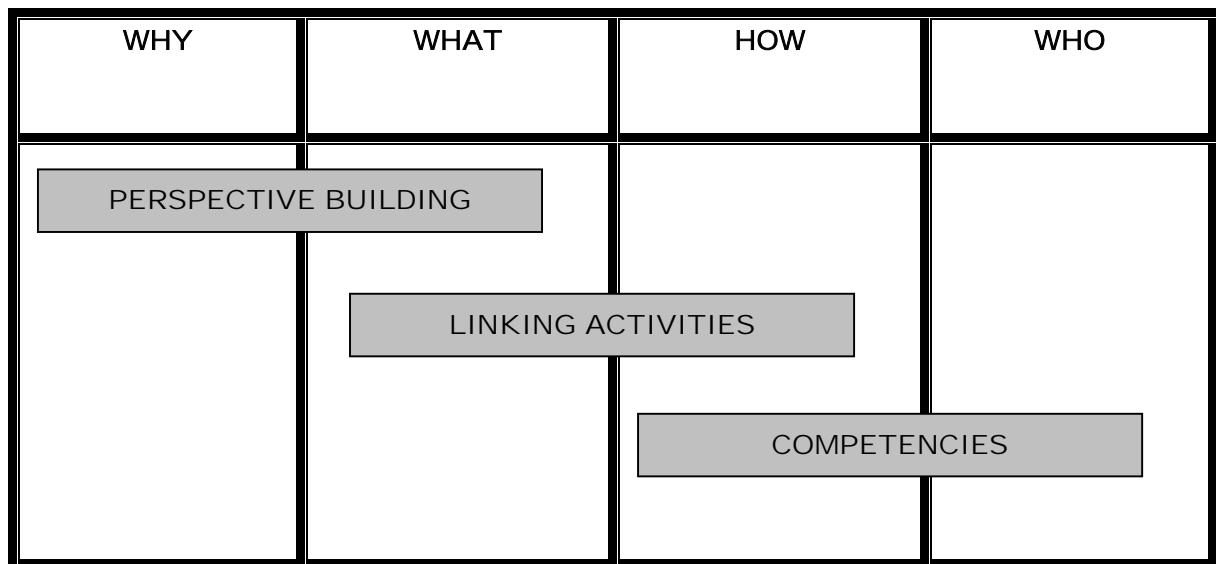 WHY WHAT HOW WHO
PERSPECTIVE BUILDING
LINKING ACTIVITIES
COMPETENCIES